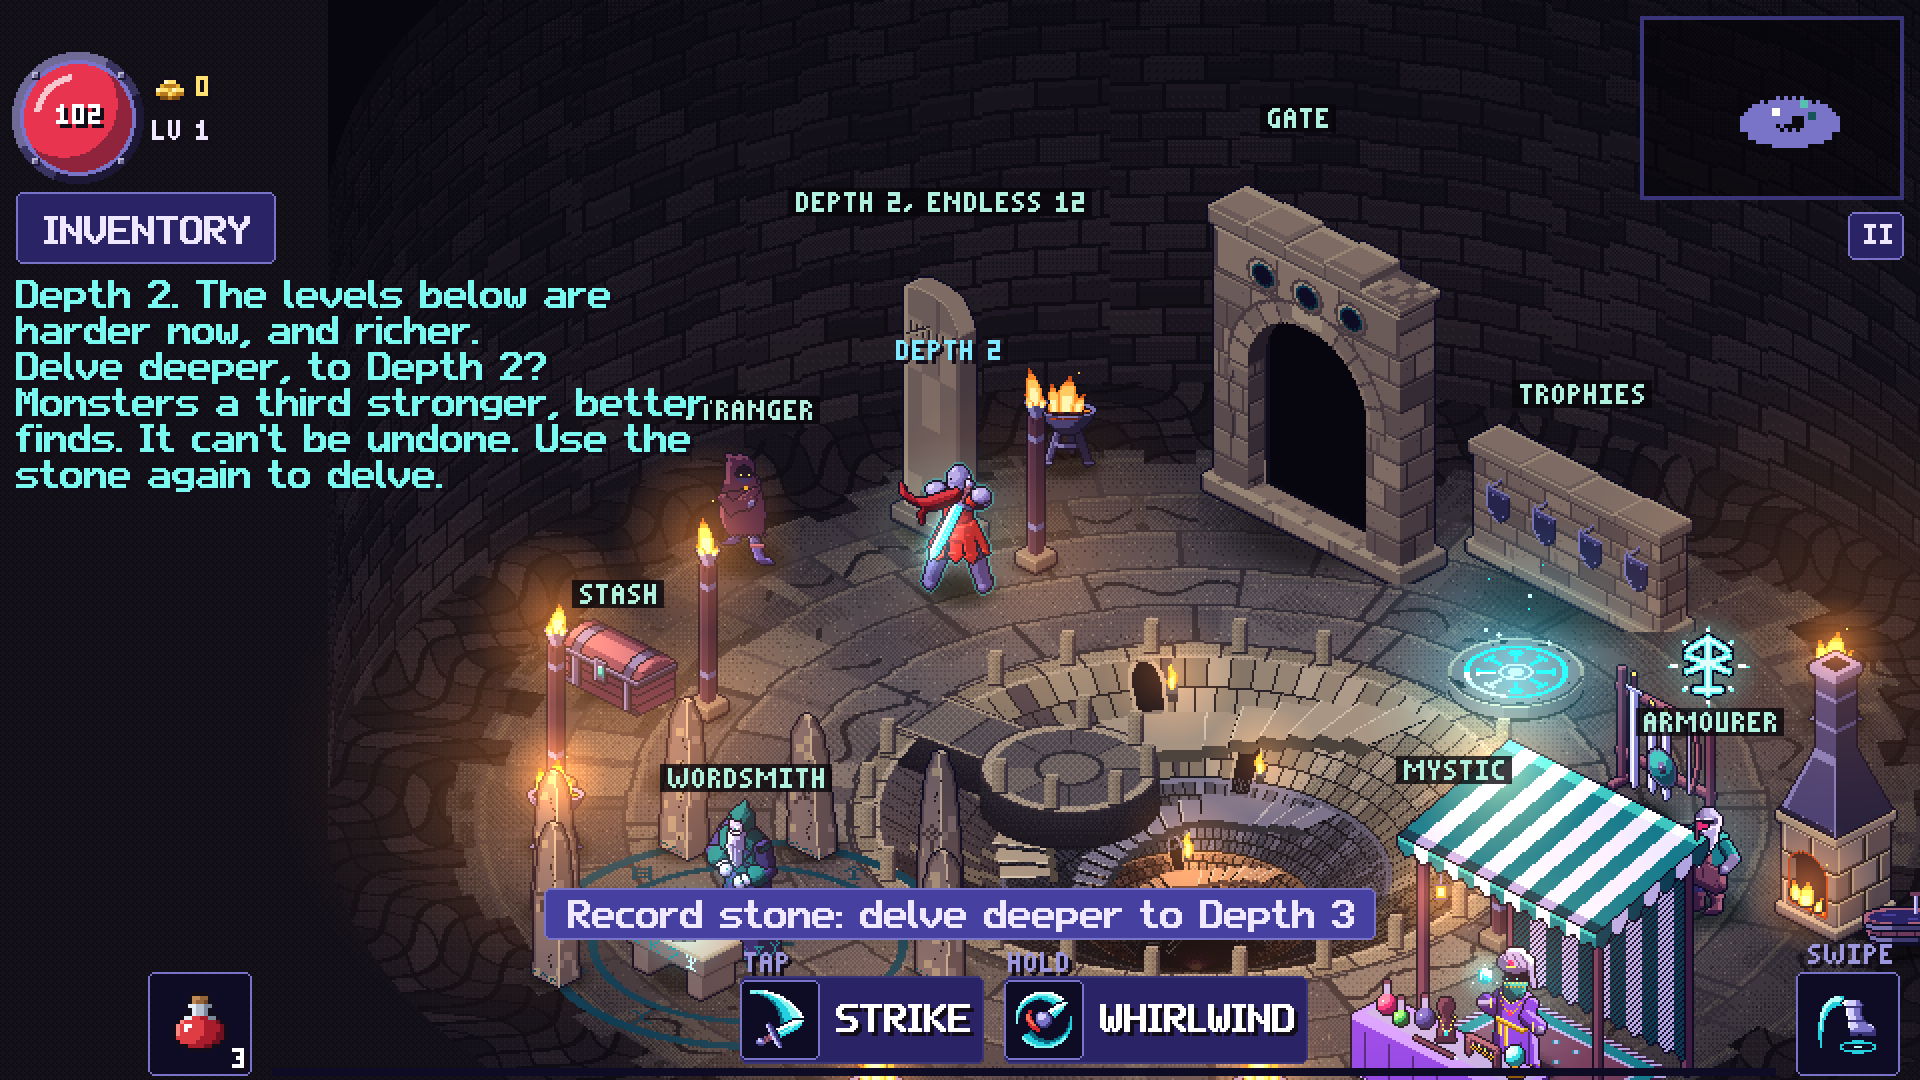 102
0
LV 1
INVENTORY
Depth 2. The levels below are
harder now, and richer.
Delve deeper, to Depth 2?
Monsters a third stronger, better
finds. It can't be undone. Use the
stone again to delve.
GATE
DEPTH 2, ENDLESS 12
II
DEPTH 2
TROPHIES
STASH
ARMOURER
MYSTIC
WORDSMITH
Record stone: delve deeper to Depth 3
TAP
HOLD
SWIPE
STRIKE
WHIRLWIND
3